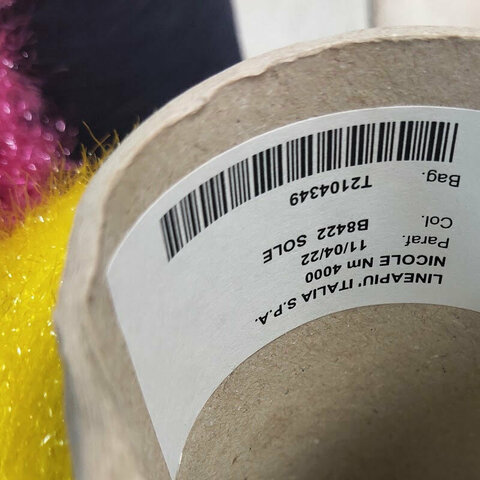 LINEAPIU' ITALIA S.P.A.
NICOLE Nm 4000
Paraf. 11/04/22
Col. B8422 SOLE
Bag. T2104349